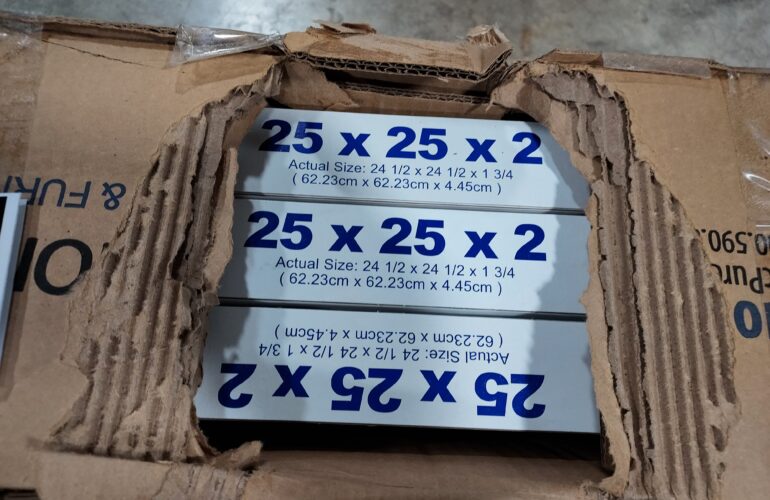 25 x 25 x 2
Actual Size: 24 1/2 x 24 1/2 x 1 3/4
( 62.23cm x 62.23cm x 4.45cm )
25 x 25 x 2
Actual Size: 24 1/2 x 24 1/2 x 1 3/4
( 62.23cm x 62.23cm x 4.45cm )
25 x 25 x 2
Actual Size: 24 1/2 x 24 1/2 x 1 3/4
( 62.23cm x 62.23cm x 4.45cm )